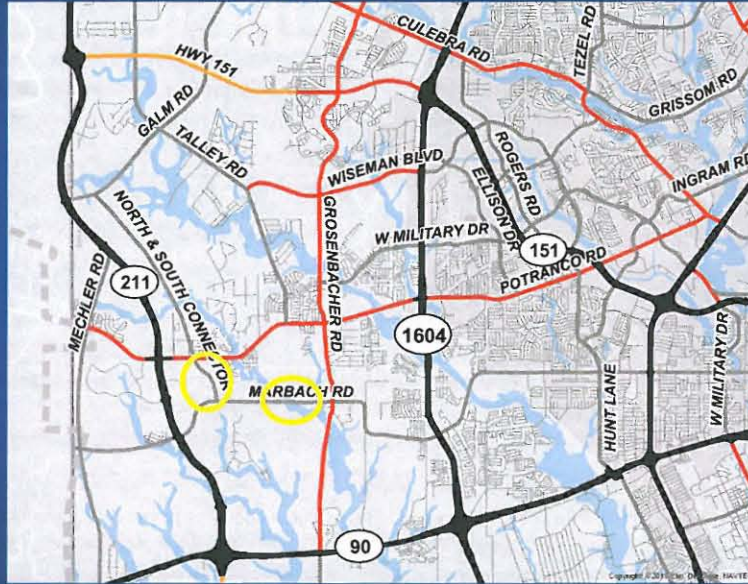 CULEBRA RD
TEZEL RD
HWY 151
GRISSOM RD
GALM RD
TALLEY RD
ROGERS RD
WISEMAN BLVD
ELLISON DR
INGRAM RD
NORTH & SOUTH CONNECTOR
GROSENBACHER RD
W MILITARY DR
151
POTRANCO RD
MECHLER RD
211
1604
W MILITARY DR
HUNT LANE
MARBACH RD
90